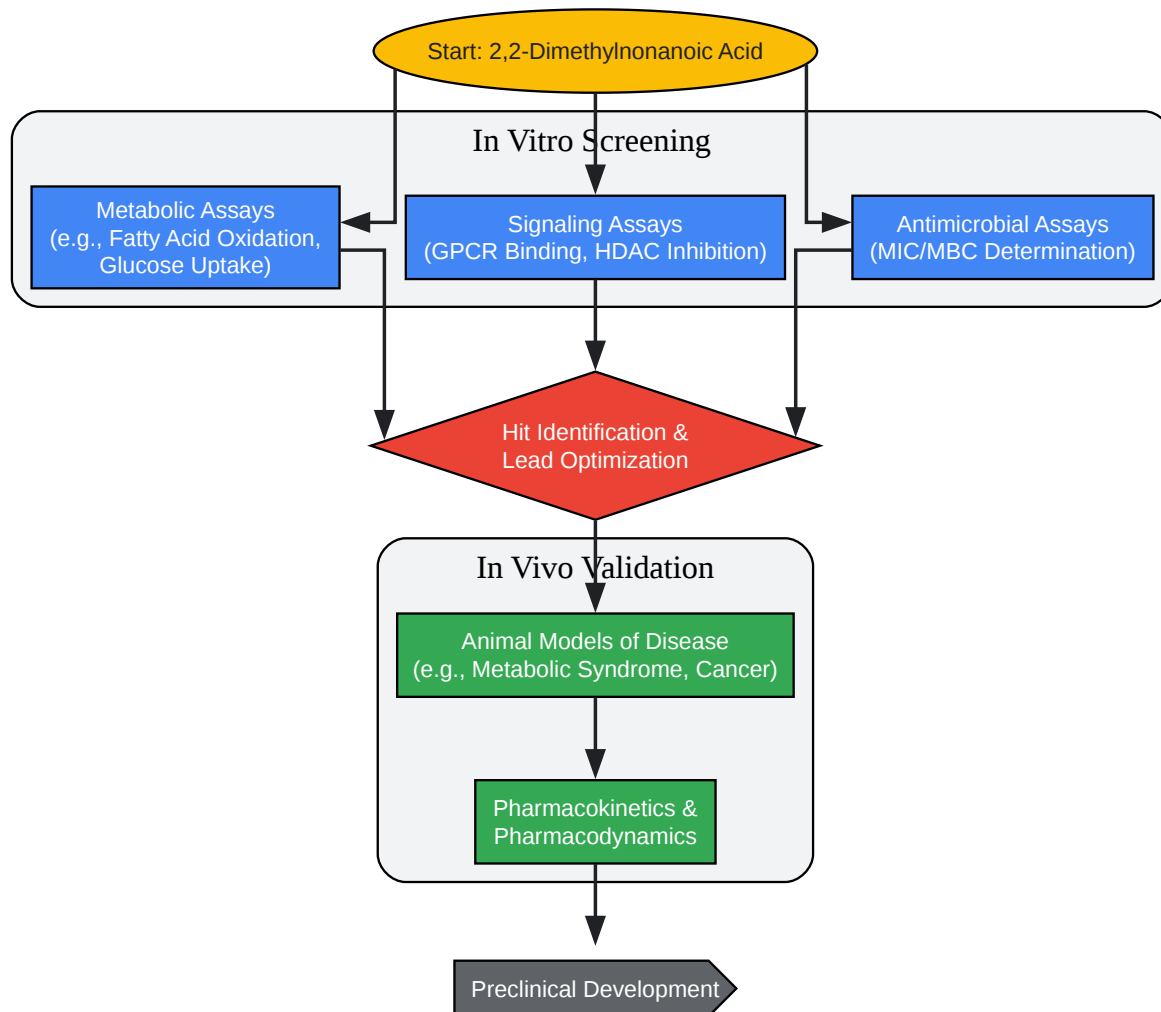 Start: 2,2-Dimethylnonanoic Acid
In Vitro Screening
Metabolic Assays
(e.g., Fatty Acid Oxidation,
Glucose Uptake)
Signaling Assays
(GPCR Binding, HDAC Inhibition)
Antimicrobial Assays
(MIC/MBC Determination)
Hit Identification &
Lead Optimization
In Vivo Validation
Animal Models of Disease
(e.g., Metabolic Syndrome, Cancer)
Pharmacokinetics &
Pharmacodynamics
Preclinical Development